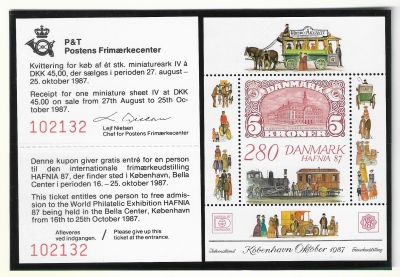 P&T
Postens Frimærkecenter
Kvittering for køb af ét stk. miniatureark IV à
DKK 45,00, der sælges i perioden 27. august–
25. oktober 1987.
Receipt for one miniature sheet IV at DKK
45.00 on sale from 27th August to 25th Oct-
ober 1987.
102132
Lejf Nielsen
Chef for Postens Frimærkecenter
Denne kupon giver gratis entré for en person
til den internationale frimærkeudstilling
HAFNIA 87, der finder sted i København, Bella
Center i perioden 16.–25. oktober 1987.
This ticket entitles one person to free admission
to the World Philatelic Exhibition HAFNIA
87 being held in the Bella Center, København
from 16th to 25th October 1987.
Afleveres
ved indgangen.
/
Please give up this
ticket at the entrance.
102132
DANMARK
5
5
KRONER
280 DANMARK
HAFNIA 87
København Oktober 1987